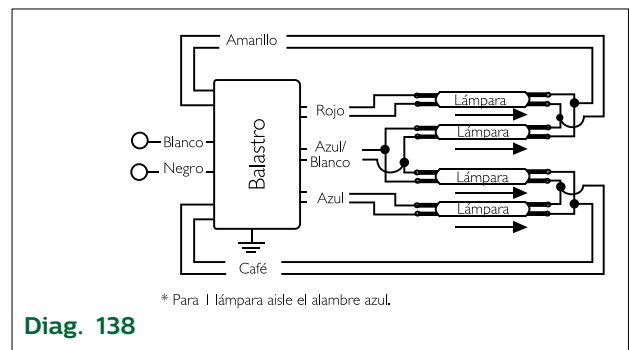 Amarillo
Rojo
Lámpara
Lámpara
Blanco
Balastro
Azul/
Blanco
Negro
Lámpara
Azul
Lámpara
Café
* Para 1 lámpara aisle el alambre azul.
Diag. 138